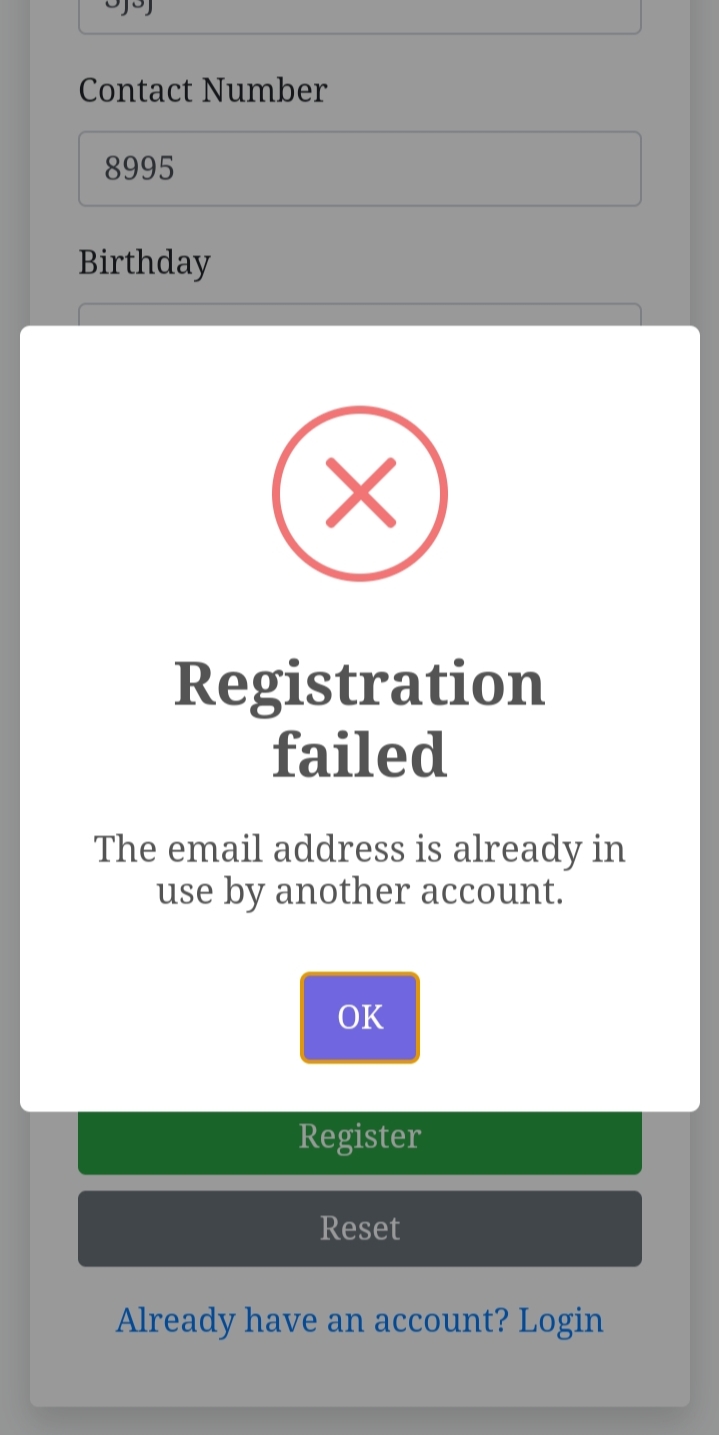 Contact Number
8995
Birthday
Registration
failed
The email address is already in
use by another account.
OK
Register
Reset
Already have an account? Login